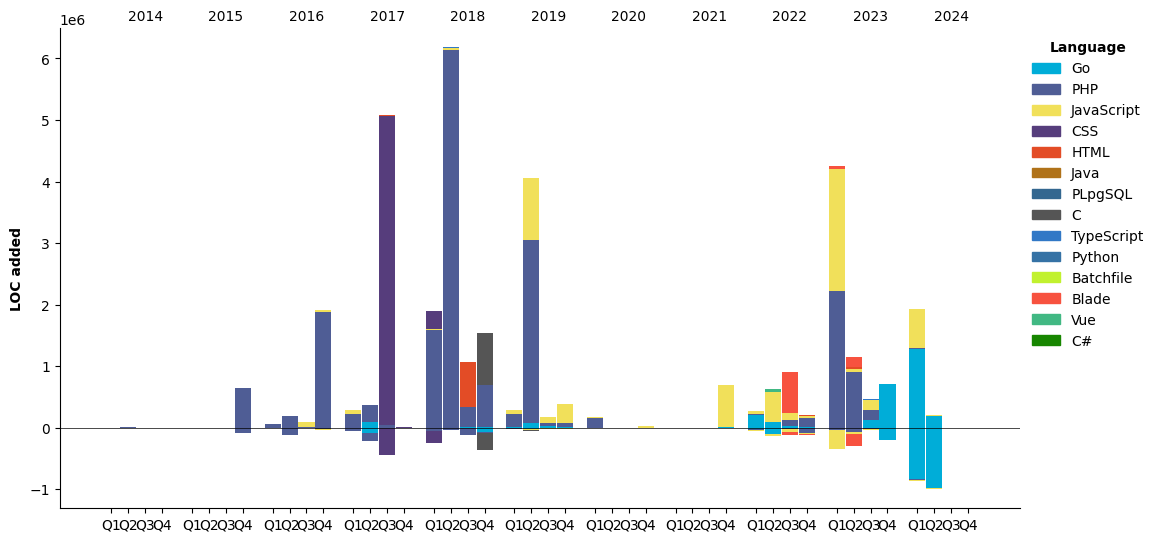 1e6
2014 2015 2016 2017 2018 2019 2020 2021 2022 2023 2024
LOC added
6
5
4
3
2
1
0
−1
Q1Q2Q3Q4 Q1Q2Q3Q4 Q1Q2Q3Q4 Q1Q2Q3Q4 Q1Q2Q3Q4 Q1Q2Q3Q4 Q1Q2Q3Q4 Q1Q2Q3Q4 Q1Q2Q3Q4 Q1Q2Q3Q4 Q1Q2Q3Q4
Language
Go
PHP
JavaScript
CSS
HTML
Java
PLpgSQL
C
TypeScript
Python
Batchfile
Blade
Vue
C#